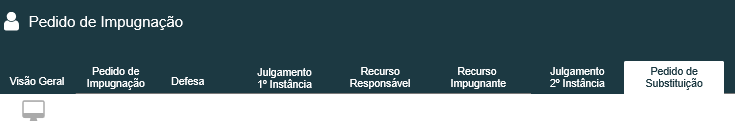 Pedido de Impugnação
Visão Geral
Pedido de
Impugnação
Defesa
Julgamento
1º Instância
Recurso
Responsável
Recurso
Impugnante
Julgamento
2º Instância
Pedido de
Substituição